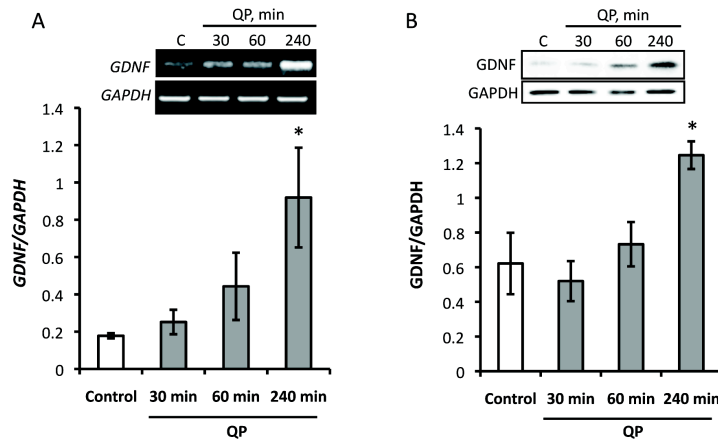 A
QP, min
C 30 60 240
GDNF
GAPDH
GDNF/GAPDH
1.4
1.2
1
0.8
0.6
0.4
0.2
0
*
Control 30 min 60 min 240 min
QP
B
QP, min
C 30 60 240
GDNF
GAPDH
GDNF/GAPDH
1.4
1.2
1
0.8
0.6
0.4
0.2
0
*
Control 30 min 60 min 240 min
QP